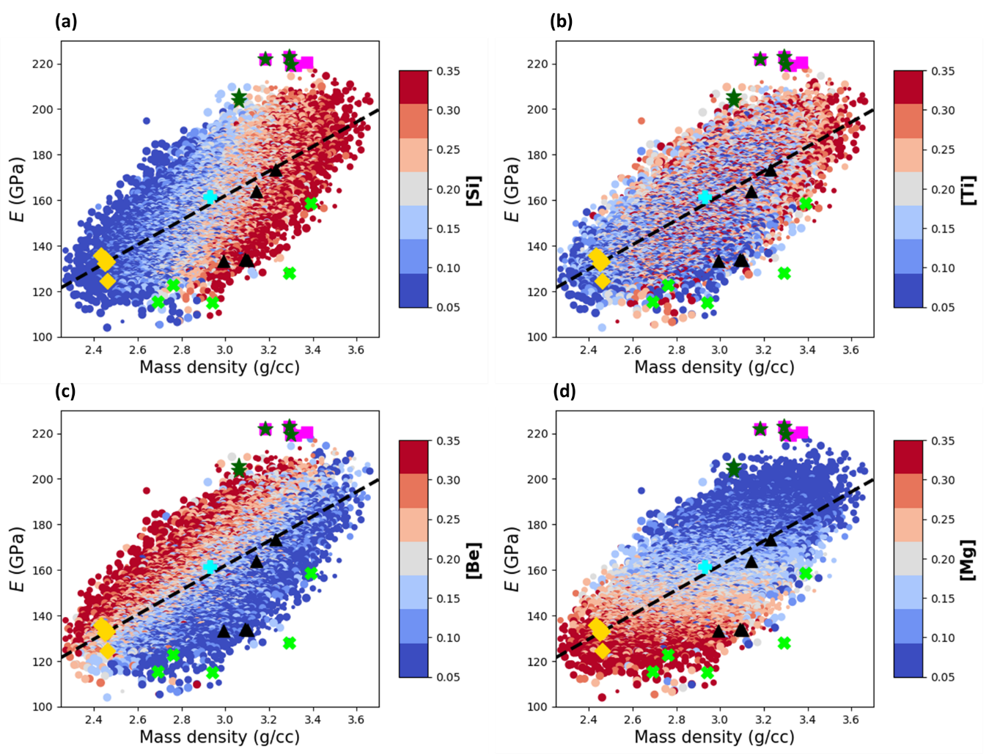 (a)
220
200
180
160
140
120
100
E (GPa)
2.4 2.6 2.8 3.0 3.2 3.4 3.6
Mass density (g/cc)
0.35
0.30
0.25
0.20
0.15
0.10
0.05
[Si]
(b)
220
200
180
160
140
120
100
E (GPa)
2.4 2.6 2.8 3.0 3.2 3.4 3.6
Mass density (g/cc)
0.35
0.30
0.25
0.20
0.15
0.10
0.05
[Ti]
(c)
220
200
180
160
140
120
100
E (GPa)
2.4 2.6 2.8 3.0 3.2 3.4 3.6
Mass density (g/cc)
0.35
0.30
0.25
0.20
0.15
0.10
0.05
[Be]
(d)
220
200
180
160
140
120
100
E (GPa)
2.4 2.6 2.8 3.0 3.2 3.4 3.6
Mass density (g/cc)
0.35
0.30
0.25
0.20
0.15
0.10
0.05
[Mg]